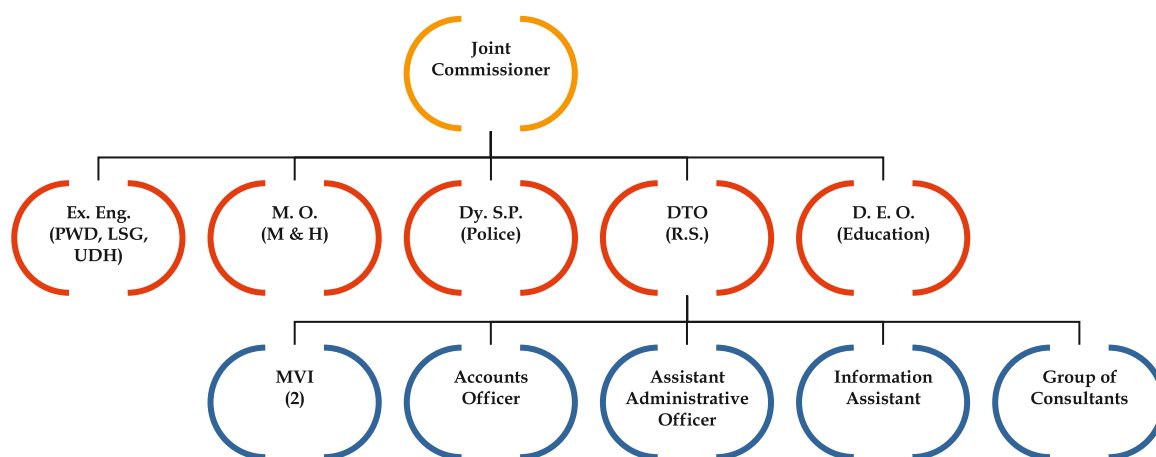 Joint
Commissioner
Ex. Eng.
(PWD, LSG,
UDH)
M. O.
(M & H)
Dy. S.P.
(Police)
DTO
(R.S.)
D. E. O.
(Education)
MVI
(2)
Accounts
Officer
Assistant
Administrative
Officer
Information
Assistant
Group of
Consultants